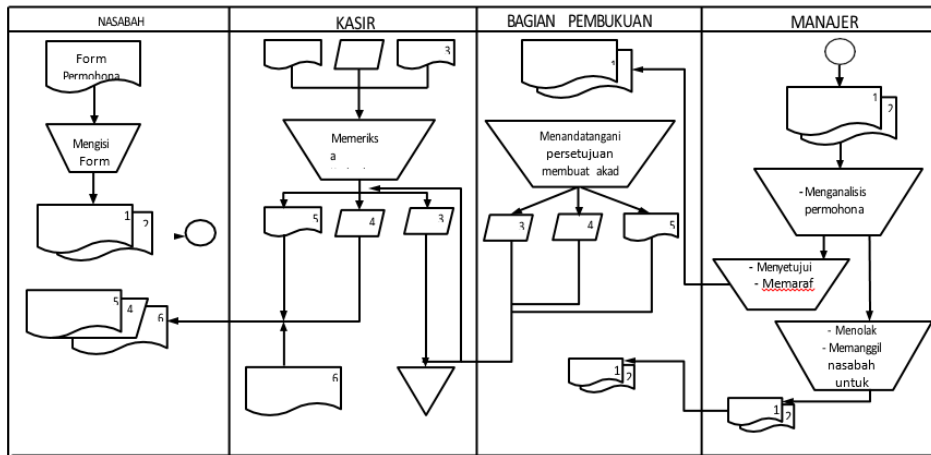 NASABAH
KASIR
BAGIAN PEMBUKUAN
MANAJER
Form
Permohona
Mengisi
Form
1
2
5
4
6
3
Memeriks
a
5
4
3
6
1
Menandatangani
persetujuan
membuat akad
3
4
5
1
2
1
2
- Menganalisis
permohona
- Menyetujui
- Memaraf
- Menolak
- Memanggil
nasabah
untuk
1
2